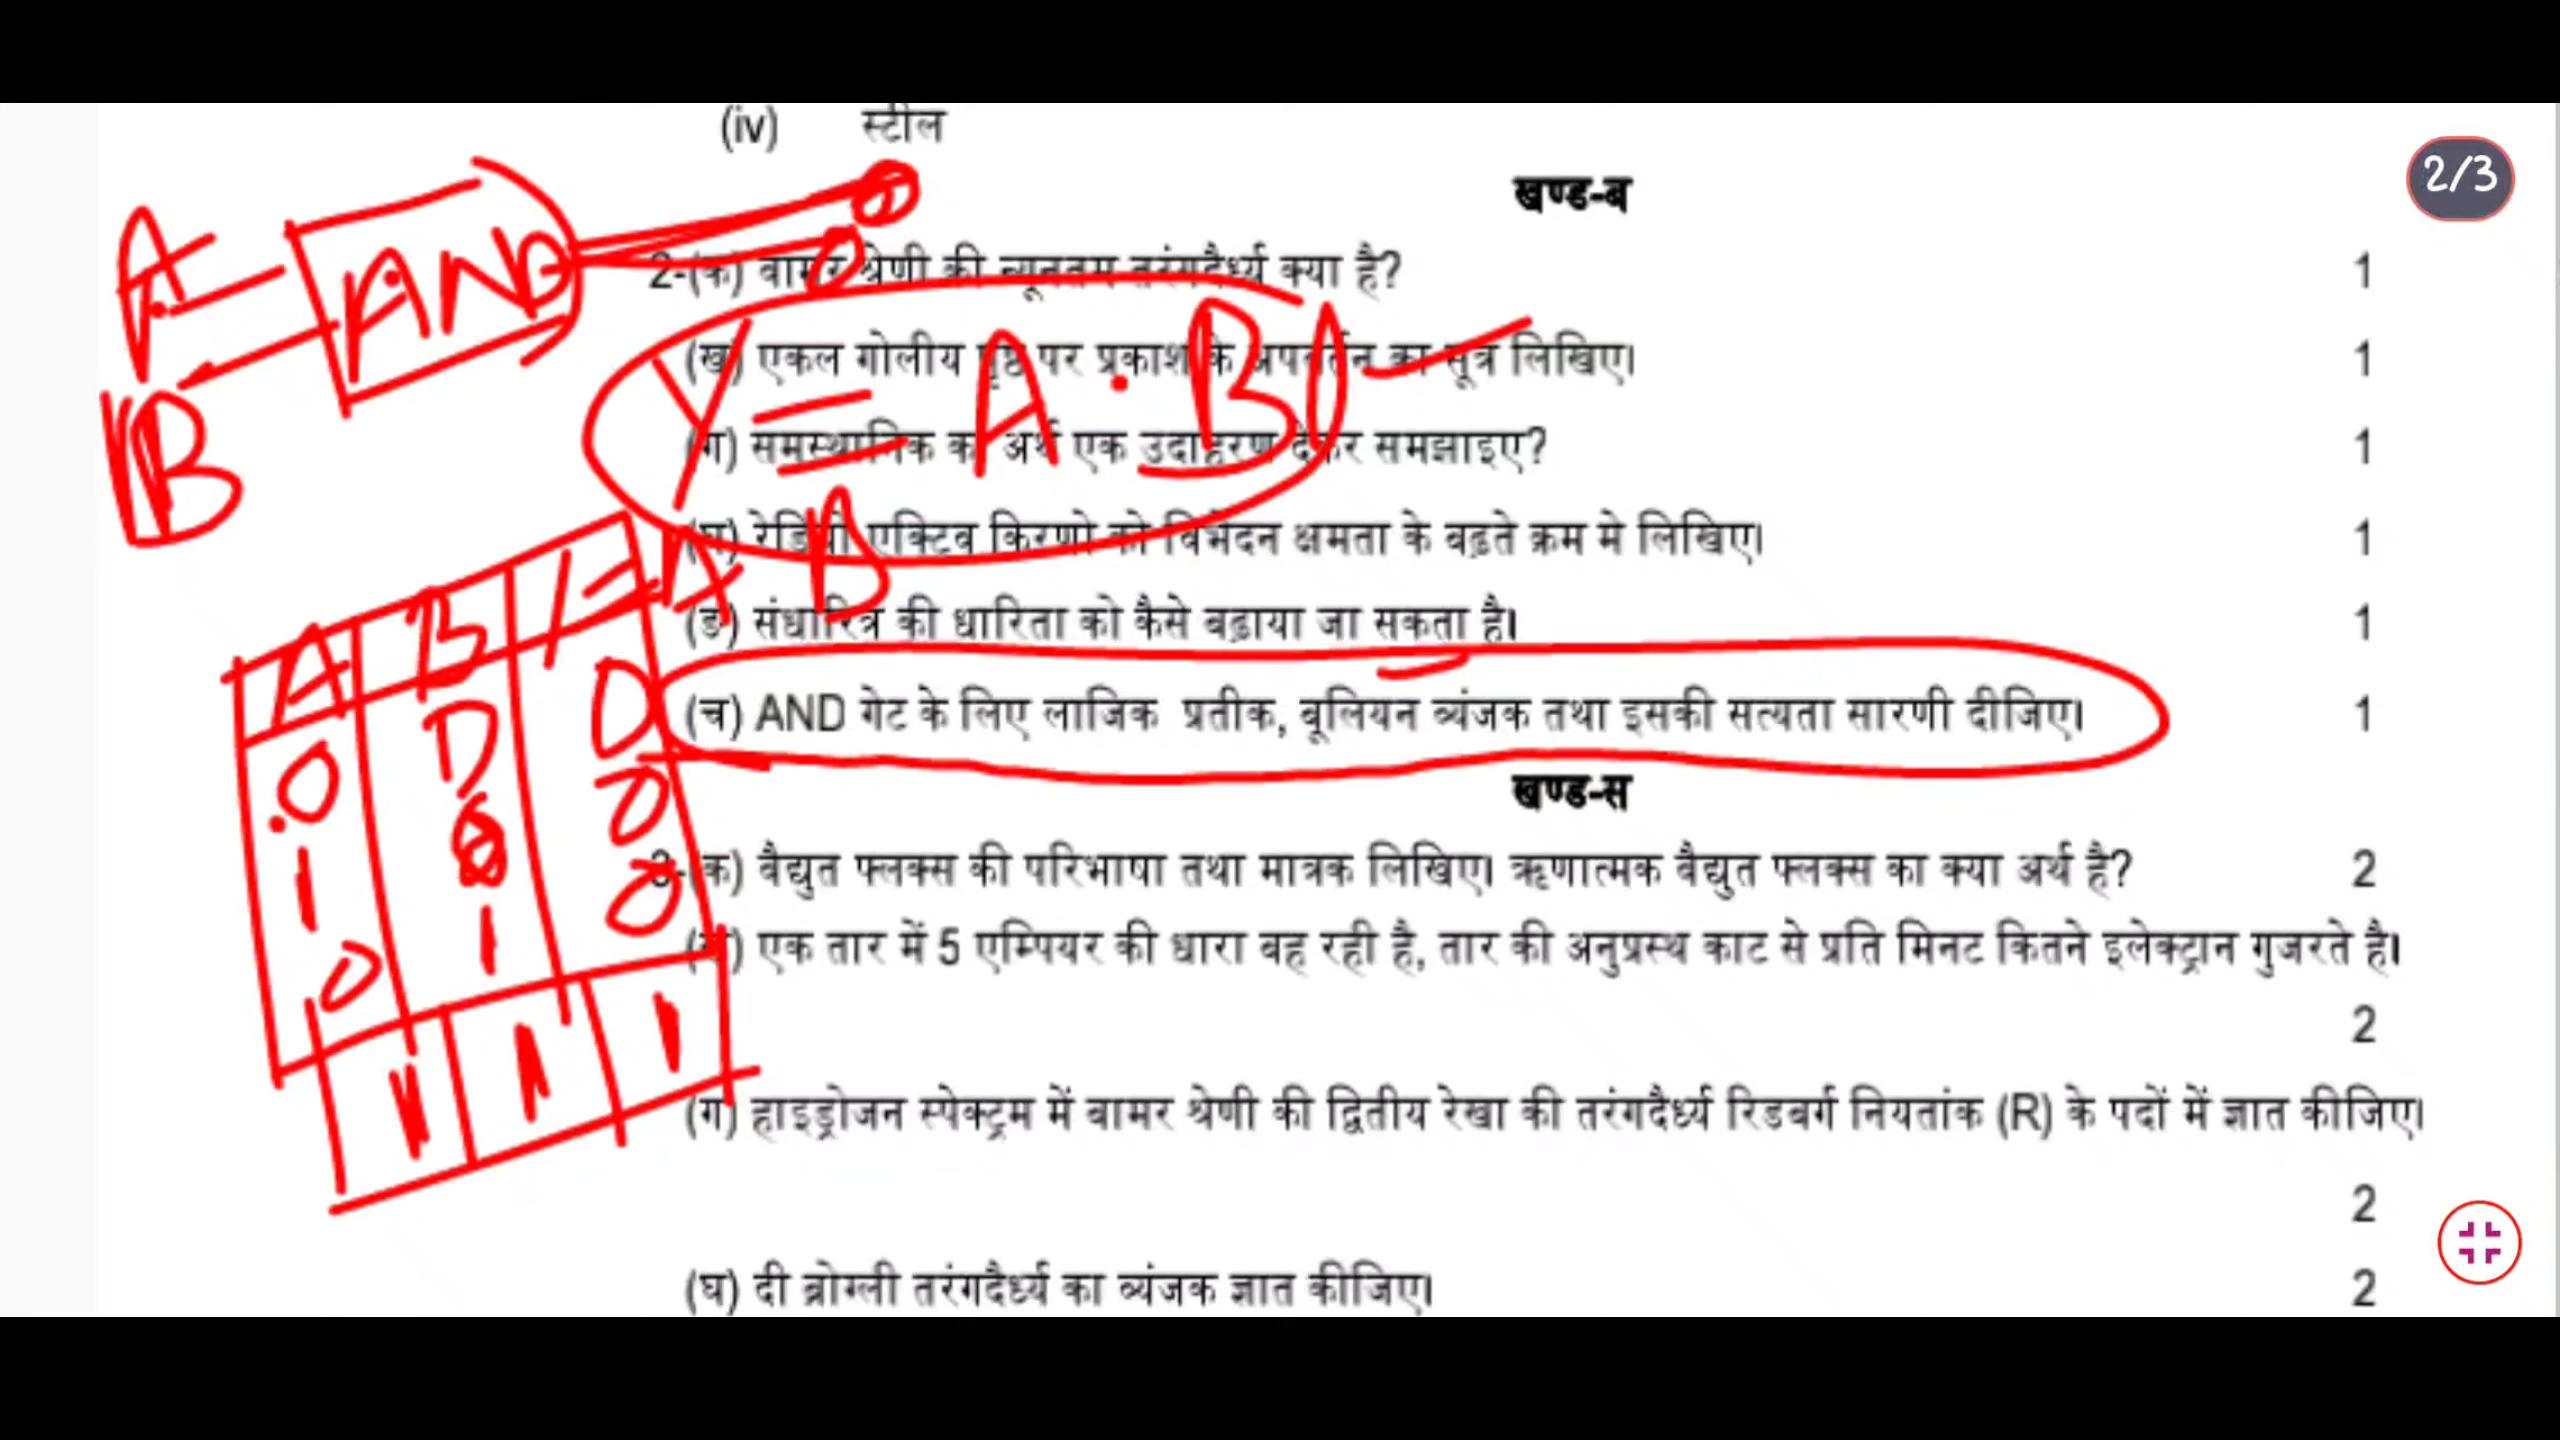 (iv) स्टील
2/3
खण्ड-ब
2-(क) बामर श्रेणी की न्यूनतम तरंगदैर्ध्य क्या है? 1
(ख) एकल गोलीय पृष्ठ पर प्रकाश के अपवर्तन का सूत्र लिखिए। 1
(ग) समस्थानिक का अर्थ एक उदाहरण देकर समझाइए? 1
(घ) रेडियो एक्टिव किरणो को विभेदन क्षमता के बढ़ते क्रम मे लिखिए। 1
(ड) संधारित्र की धारिता को कैसे बढ़ाया जा सकता है। 1
(च) AND गेट के लिए लाजिक प्रतीक, बूलियन व्यंजक तथा इसकी सत्यता सारणी दीजिए। 1
खण्ड-स
3-(क) वैद्युत फ्लक्स की परिभाषा तथा मात्रक लिखिए। ऋणात्मक वैद्युत फ्लक्स का क्या अर्थ है? 2
(ख) एक तार में 5 एम्पियर की धारा बह रही है, तार की अनुप्रस्थ काट से प्रति मिनट कितने इलेक्ट्रान गुजरते है।
2
(ग) हाइड्रोजन स्पेक्ट्रम में बामर श्रेणी की द्वितीय रेखा की तरंगदैर्ध्य रिडबर्ग नियतांक (R) के पदों में ज्ञात कीजिए।
2
(घ) दी ब्रोग्ली तरंगदैर्ध्य का व्यंजक ज्ञात कीजिए। 2
A
AND
B
Y = A . B
A B Y = A B
0 0 0
1 0 0
0 1 0
1 1 1